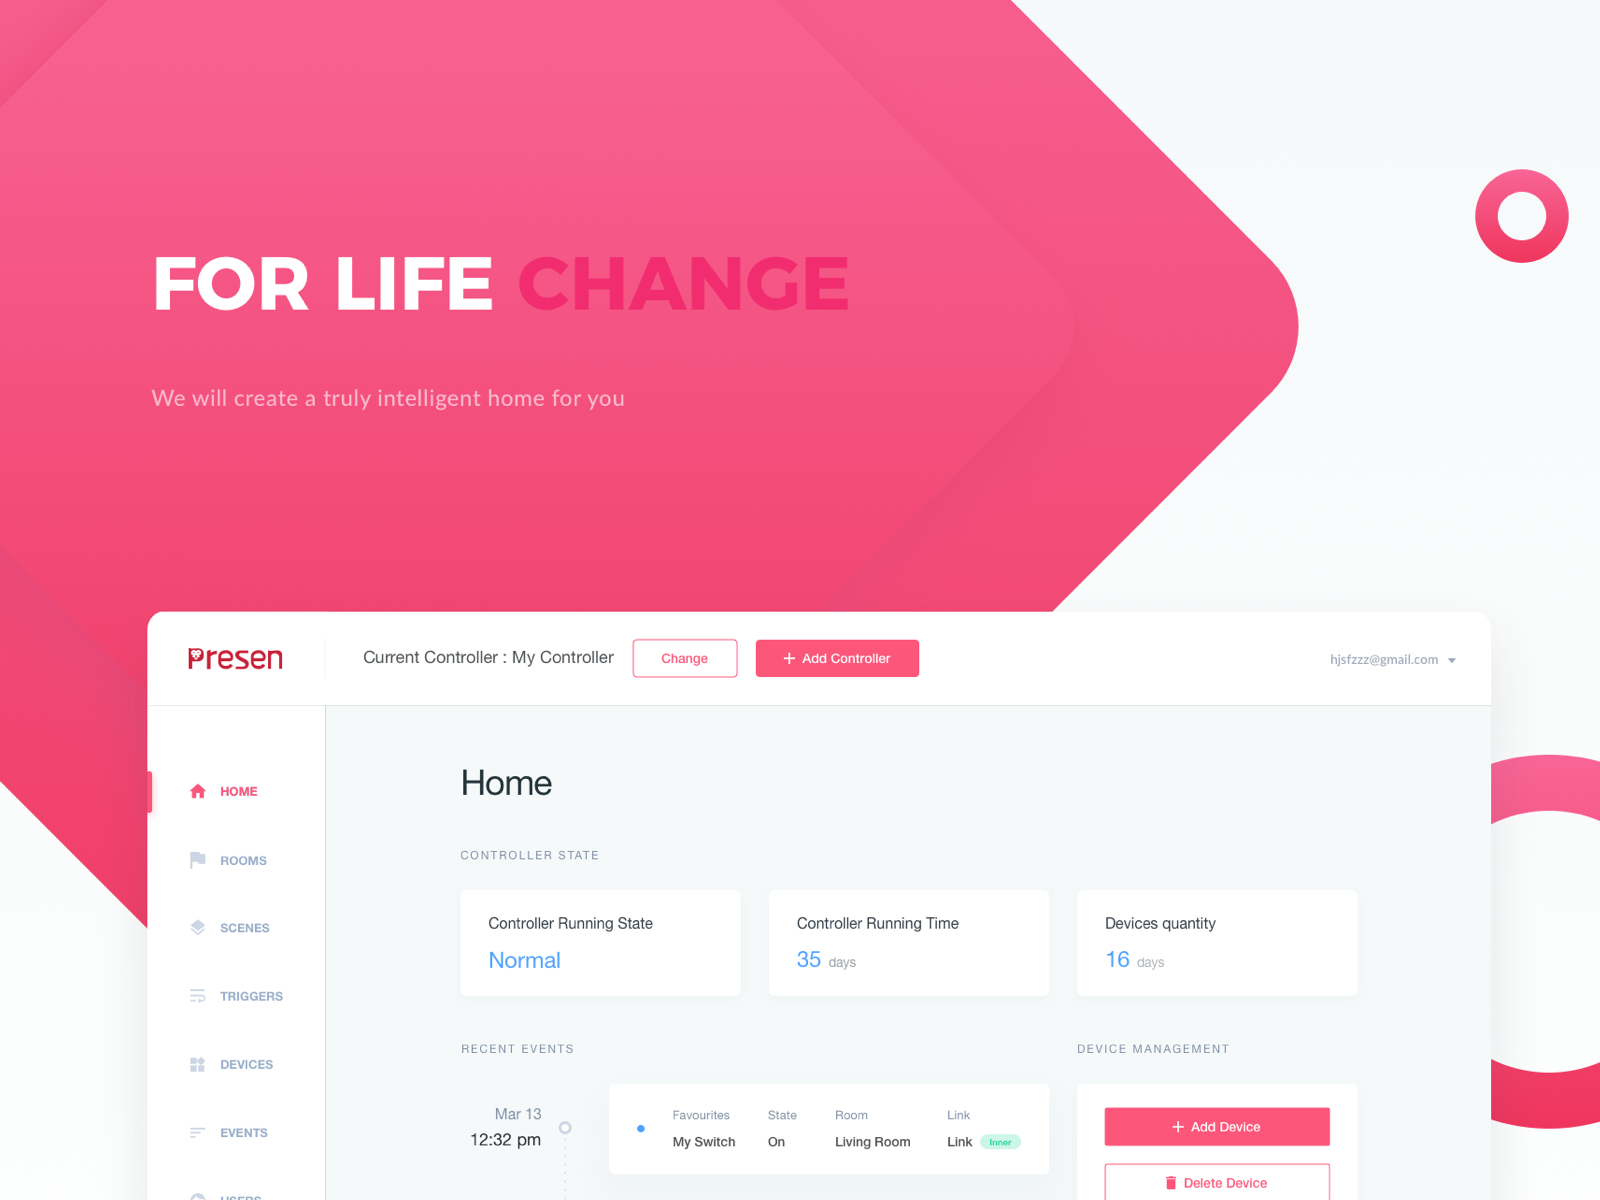 FOR LIFE CHANGE
We will create a truly intelligent home for you
Presen
Current Controller : My Controller
Change
+ Add Controller
hjsfzzz@gmail.com
HOME
ROOMS
SCENES
TRIGGERS
DEVICES
EVENTS
USERS
Home
CONTROLLER STATE
Controller Running State
Normal
Controller Running Time
35 days
Devices quantity
16 days
RECENT EVENTS
Mar 13
12:32 pm
Favourites State Room Link
My Switch On Living Room Link Inner
DEVICE MANAGEMENT
+ Add Device
Delete Device